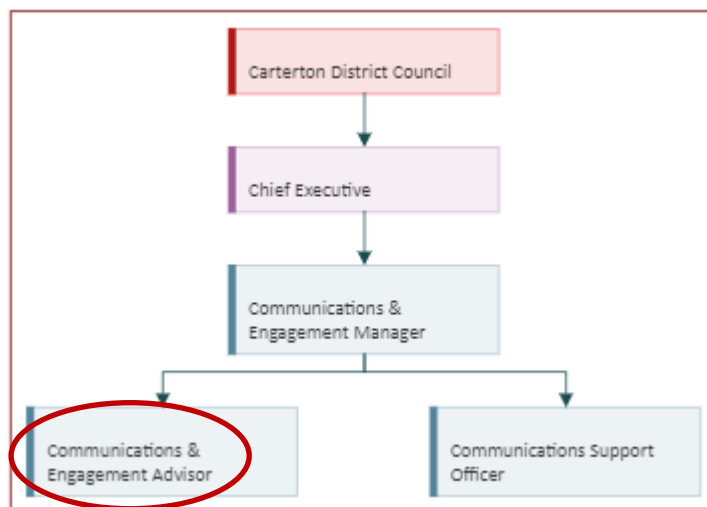 Carterton District Council
Chief Executive
Communications &
Engagement Manager
Communications &
Engagement Advisor
Communications Support
Officer